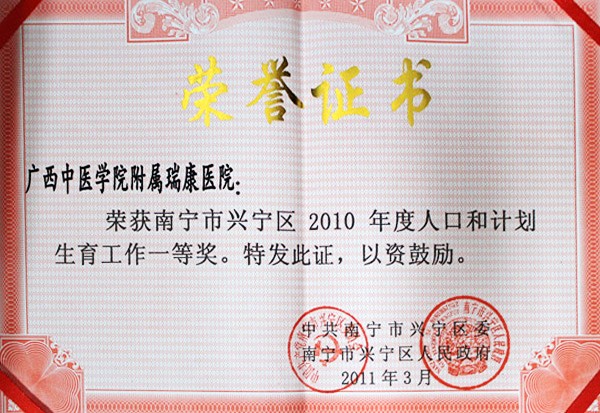 荣誉证书
广西中医学院附属瑞康医院:
荣获南宁市兴宁区 2010 年度人口和计划
生育工作一等奖。特发此证，以资鼓励。
中共南宁市兴宁区委
南宁市兴宁区人民政府
2011年3月